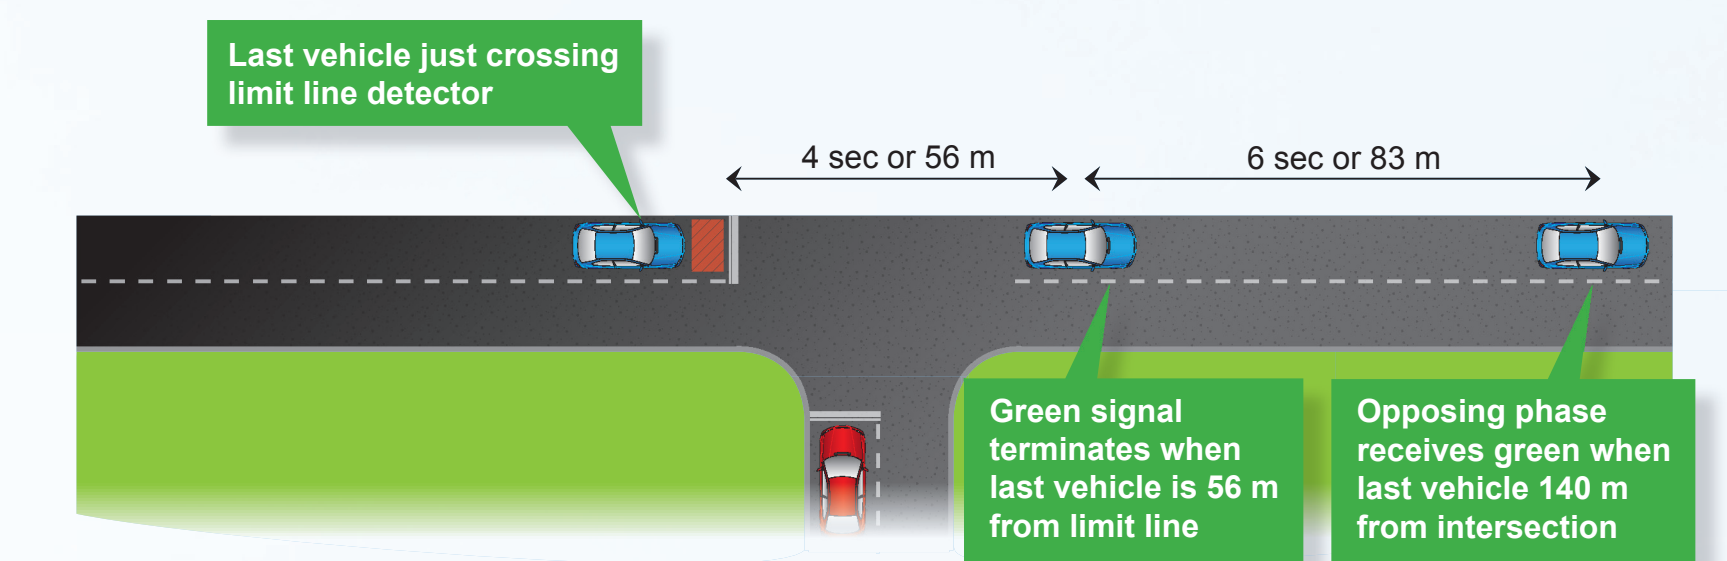 Last vehicle just crossing
limit line detector
4 sec or 56 m
6 sec or 83 m
Green signal
terminates when
last vehicle is 56 m
from limit line
Opposing phase
receives green when
last vehicle 140 m
from intersection